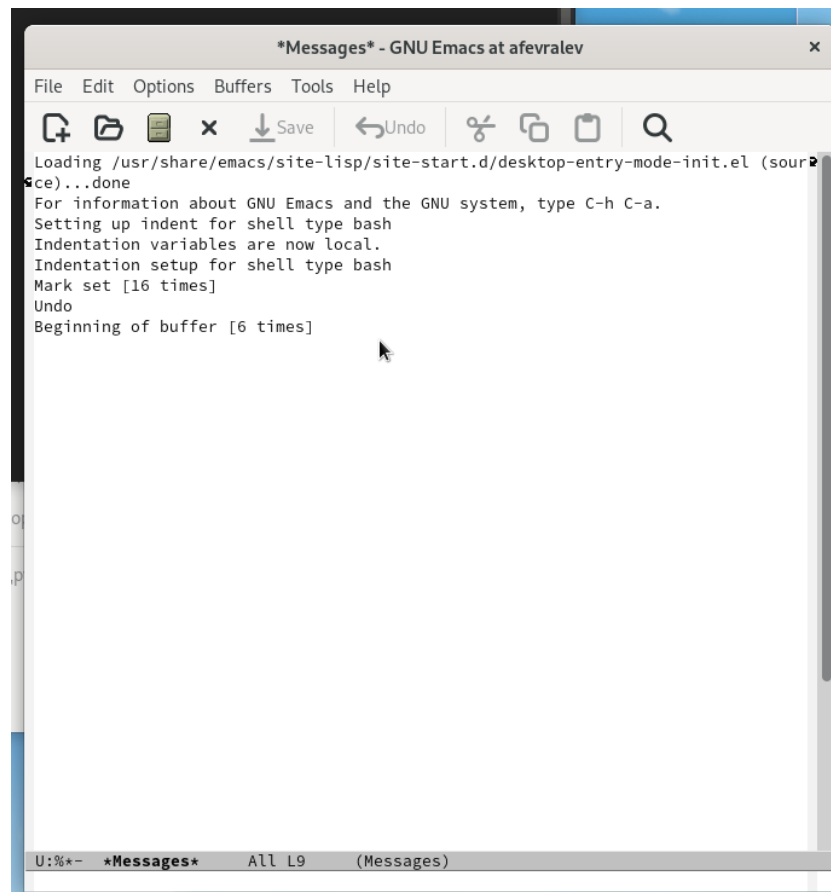 *Messages* - GNU Emacs at afevralev
File Edit Options Buffers Tools Help
Save Undo
Loading /usr/share/emacs/site-lisp/site-start.d/desktop-entry-mode-init.el (sour
ce)...done
For information about GNU Emacs and the GNU system, type C-h C-a.
Setting up indent for shell type bash
Indentation variables are now local.
Indentation setup for shell type bash
Mark set [16 times]
Undo
Beginning of buffer [6 times]
U:%*- *Messages* All L9 (Messages)